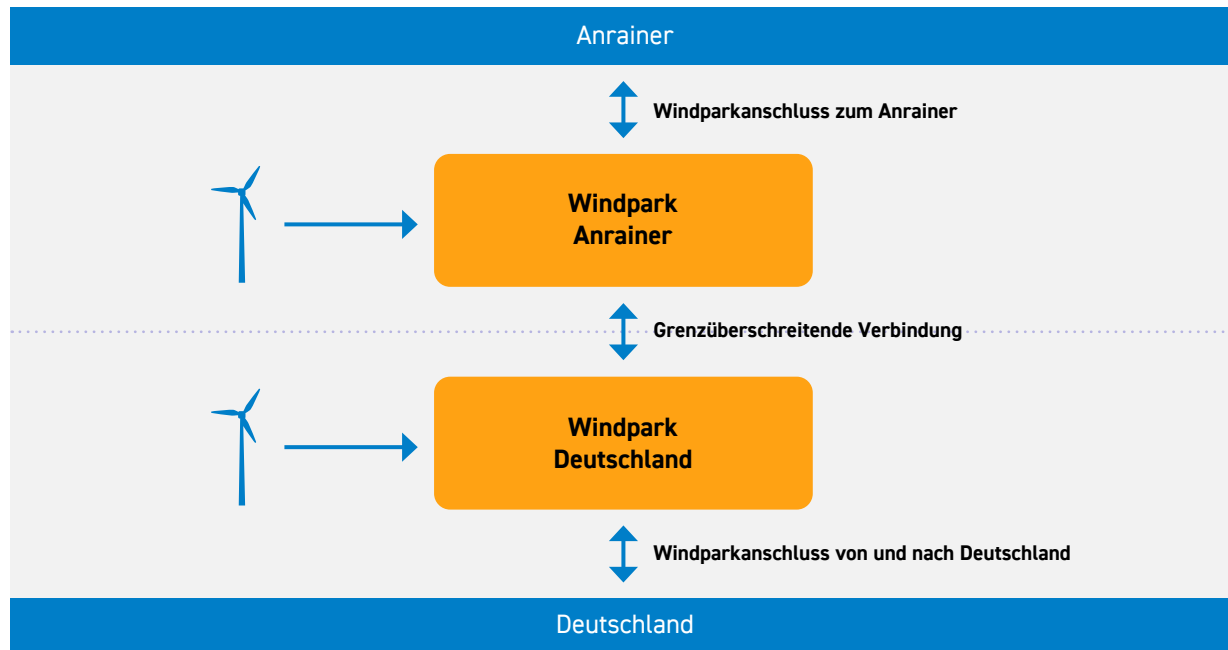 Anrainer
Windparkanschluss zum Anrainer
Windpark
Anrainer
Grenzüberschreitende Verbindung
Windpark
Deutschland
Windparkanschluss von und nach Deutschland
Deutschland